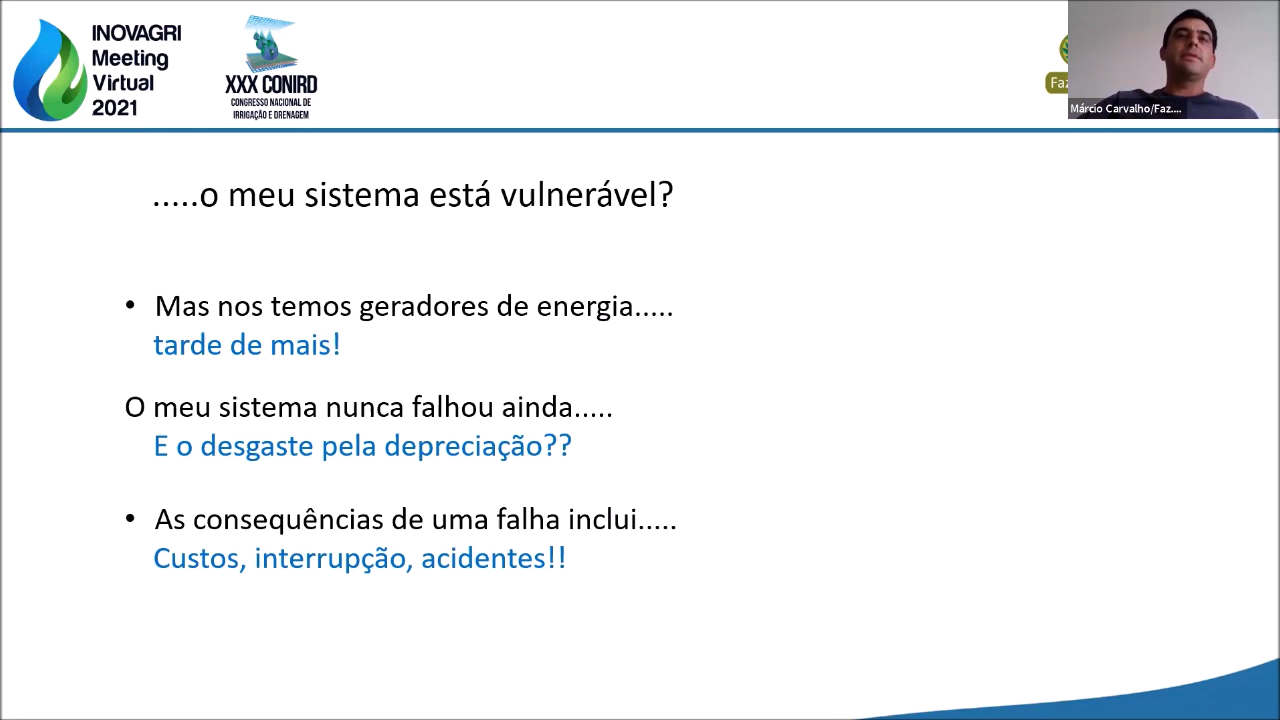 INOVAGRI
Meeting
Virtual
2021
XXX CONIRD
CONGRESSO NACIONAL DE
IRRIGAÇÃO E DRENAGEM
Faz
Márcio Carvalho/Faz....
.....o meu sistema está vulnerável?
• Mas nos temos geradores de energia.....
tarde de mais!
O meu sistema nunca falhou ainda.....
E o desgaste pela depreciação??
• As consequências de uma falha inclui.....
Custos, interrupção, acidentes!!